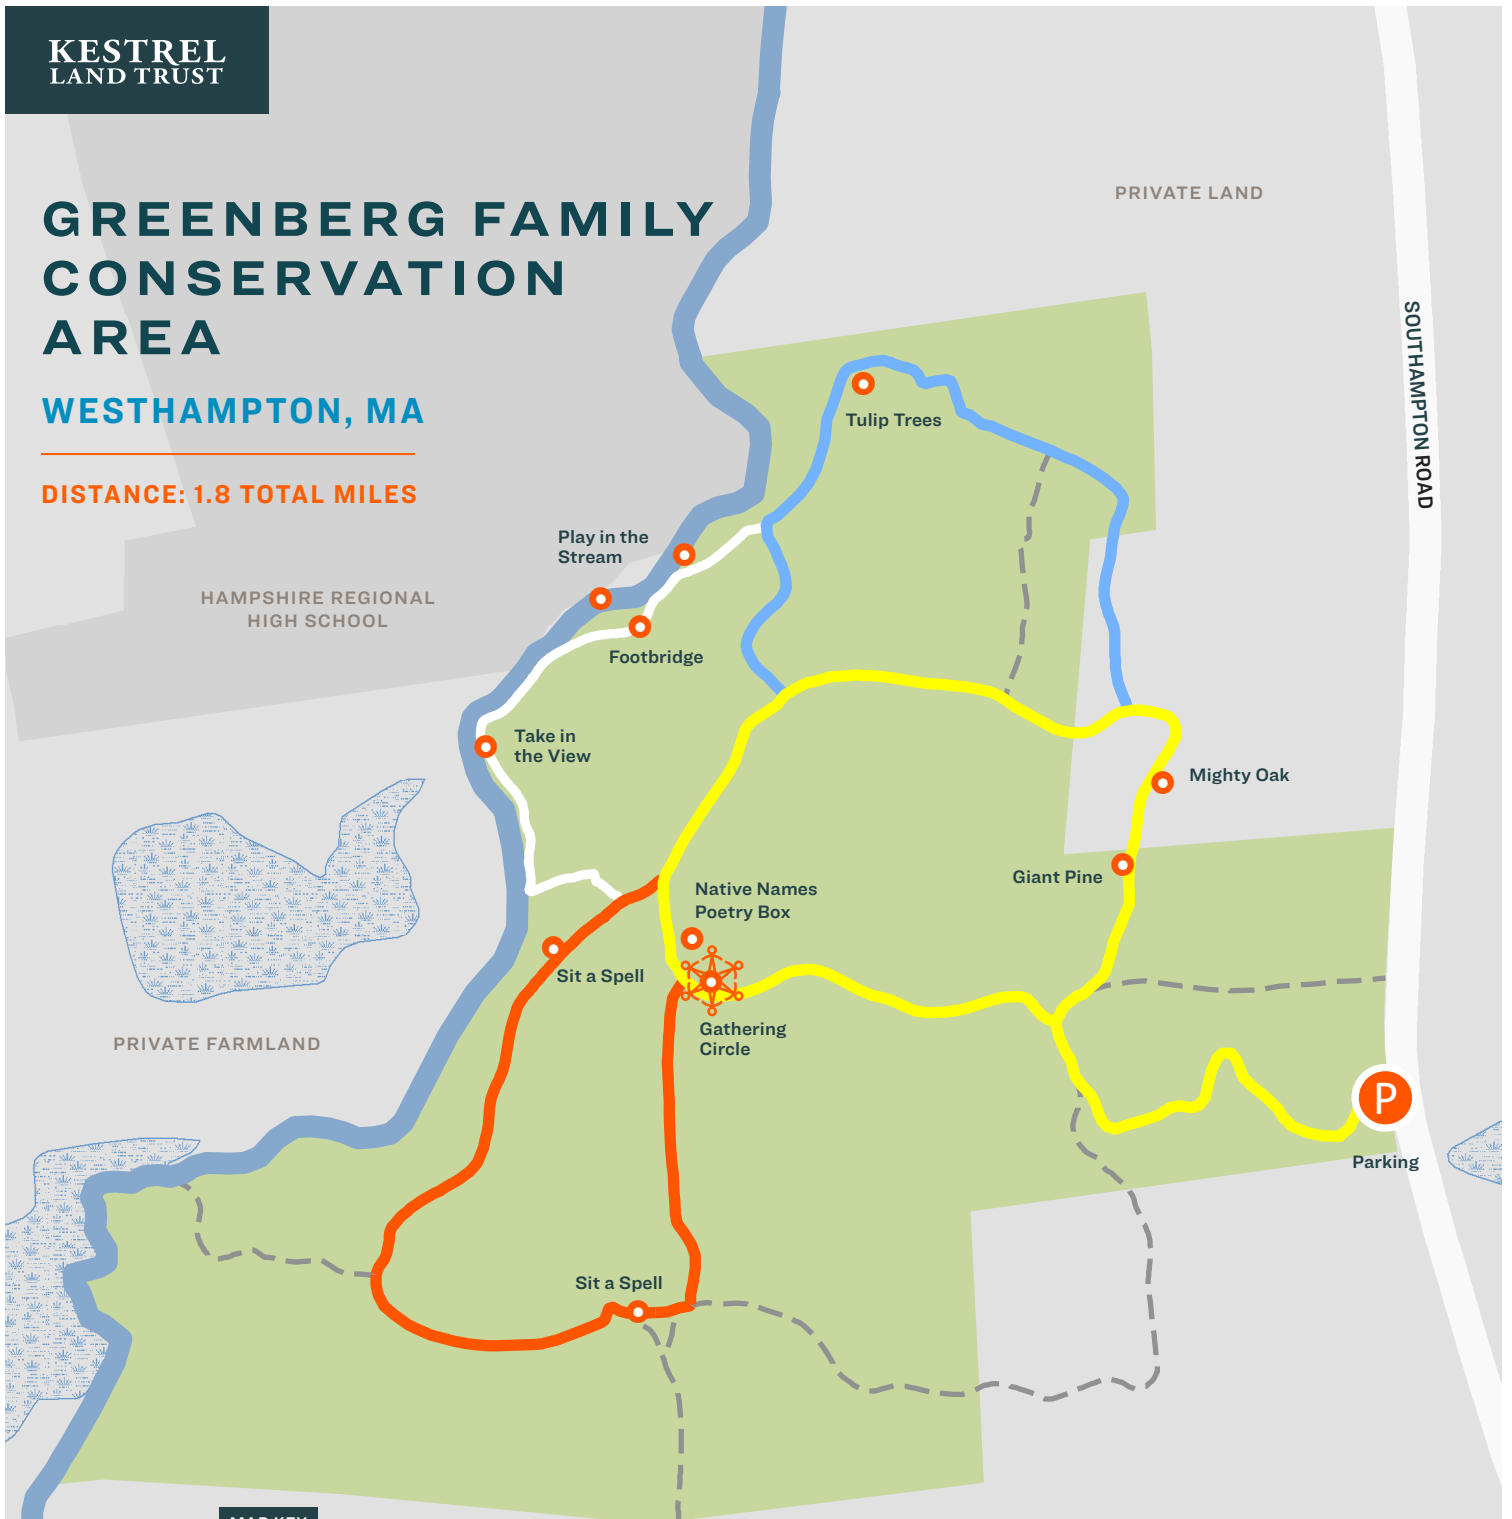 KESTREL
LAND TRUST
GREENBERG FAMILY
CONSERVATION
AREA
WESTHAMPTON, MA
DISTANCE: 1.8 TOTAL MILES
PRIVATE LAND
SOUTHAMPTON ROAD
Tulip Trees
Play in the
Stream
HAMPSHIRE REGIONAL
HIGH SCHOOL
Footbridge
Take in
the View
Mighty Oak
Giant Pine
Native Names
Poetry Box
Sit a Spell
Gathering
Circle
PRIVATE FARMLAND
P
Parking
Sit a Spell
MAP KEY